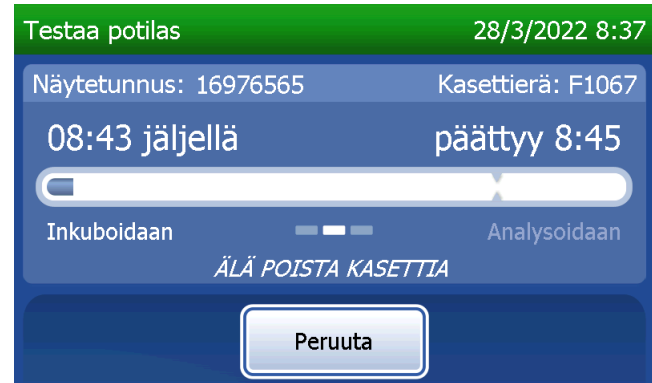 Testaa potilas 28/3/2022 8:37
Näytetunnus: 16976565 Kasettierä: F1067
08:43 jäljellä päättyy 8:45
Inkuboidaan Analysoidaan
ÄLÄ POISTA KASETTIA
Peruuta